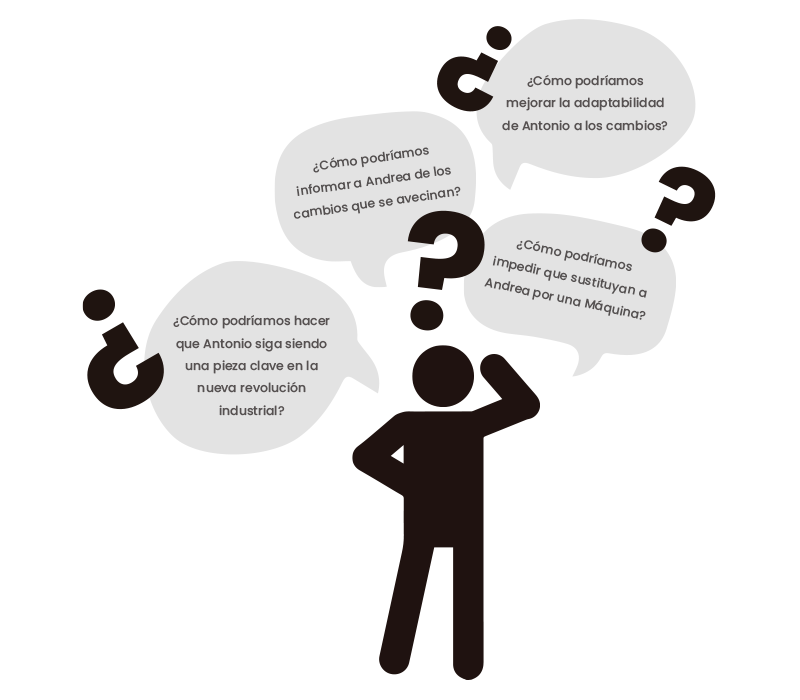 ¿Cómo podríamos
mejorar la adaptabilidad
de Antonio a los cambios?
¿Cómo podríamos
informar a Andrea de los
cambios que se avecinan?
¿Cómo podríamos
impedir que sustituyan a
Andrea por una Máquina?
¿Cómo podríamos hacer
que Antonio siga siendo
una pieza clave en la
nueva revolución
industrial?
¿
?
?
¿